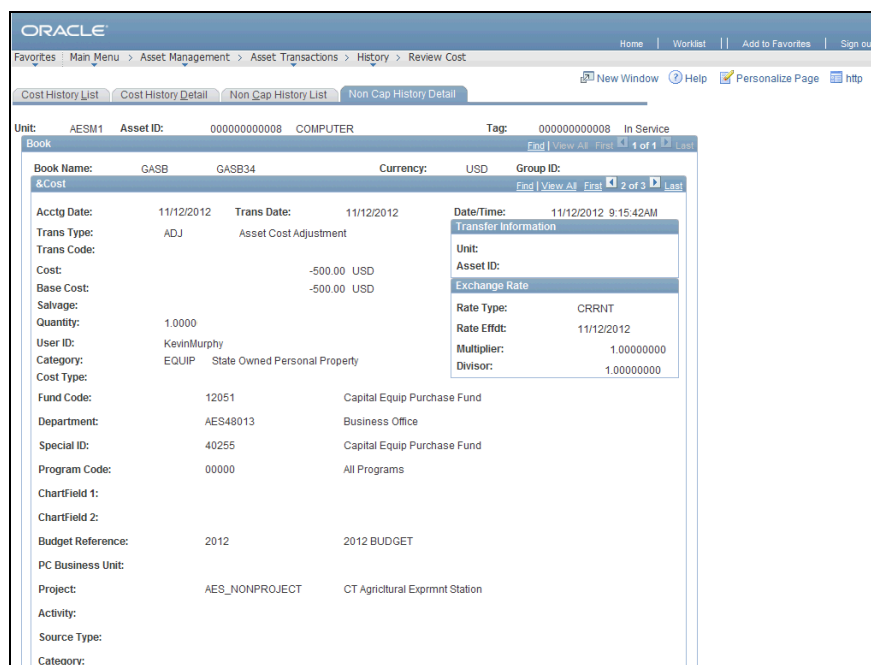 ORACLE
Home | Worklist | | Add to Favorites | Sign ou
Favorites | Main Menu > Asset Management > Asset Transactions > History > Review Cost
New Window Help Personalize Page http
Cost History List Cost History Detail Non Cap History List Non Cap History Detail
Unit: AESM1 Asset ID: 000000000008 COMPUTER Tag: 000000000008 In Service
Book Find | View All First 1 of 1 Last
Book Name: GASB GASB34 Currency: USD Group ID:
&Cost Find | View All First 2 of 3 Last
Acctg Date: 11/12/2012 Trans Date: 11/12/2012 Date/Time: 11/12/2012 9:15:42AM
Trans Type: ADJ Asset Cost Adjustment Transfer Information
Trans Code: Unit:
Cost: -500.00 USD Asset ID:
Base Cost: -500.00 USD Exchange Rate
Salvage: Rate Type: CRRNT
Quantity: 1.0000 Rate Effdt: 11/12/2012
User ID: KevinMurphy Multiplier: 1.00000000
Category: EQUIP State Owned Personal Property Divisor: 1.00000000
Cost Type:
Fund Code: 12051 Capital Equip Purchase Fund
Department: AES48013 Business Office
Special ID: 40255 Capital Equip Purchase Fund
Program Code: 00000 All Programs
ChartField 1:
ChartField 2:
Budget Reference: 2012 2012 BUDGET
PC Business Unit:
Project: AES_NONPROJECT CT Agricltural Exprmnt Station
Activity:
Source Type:
Category: